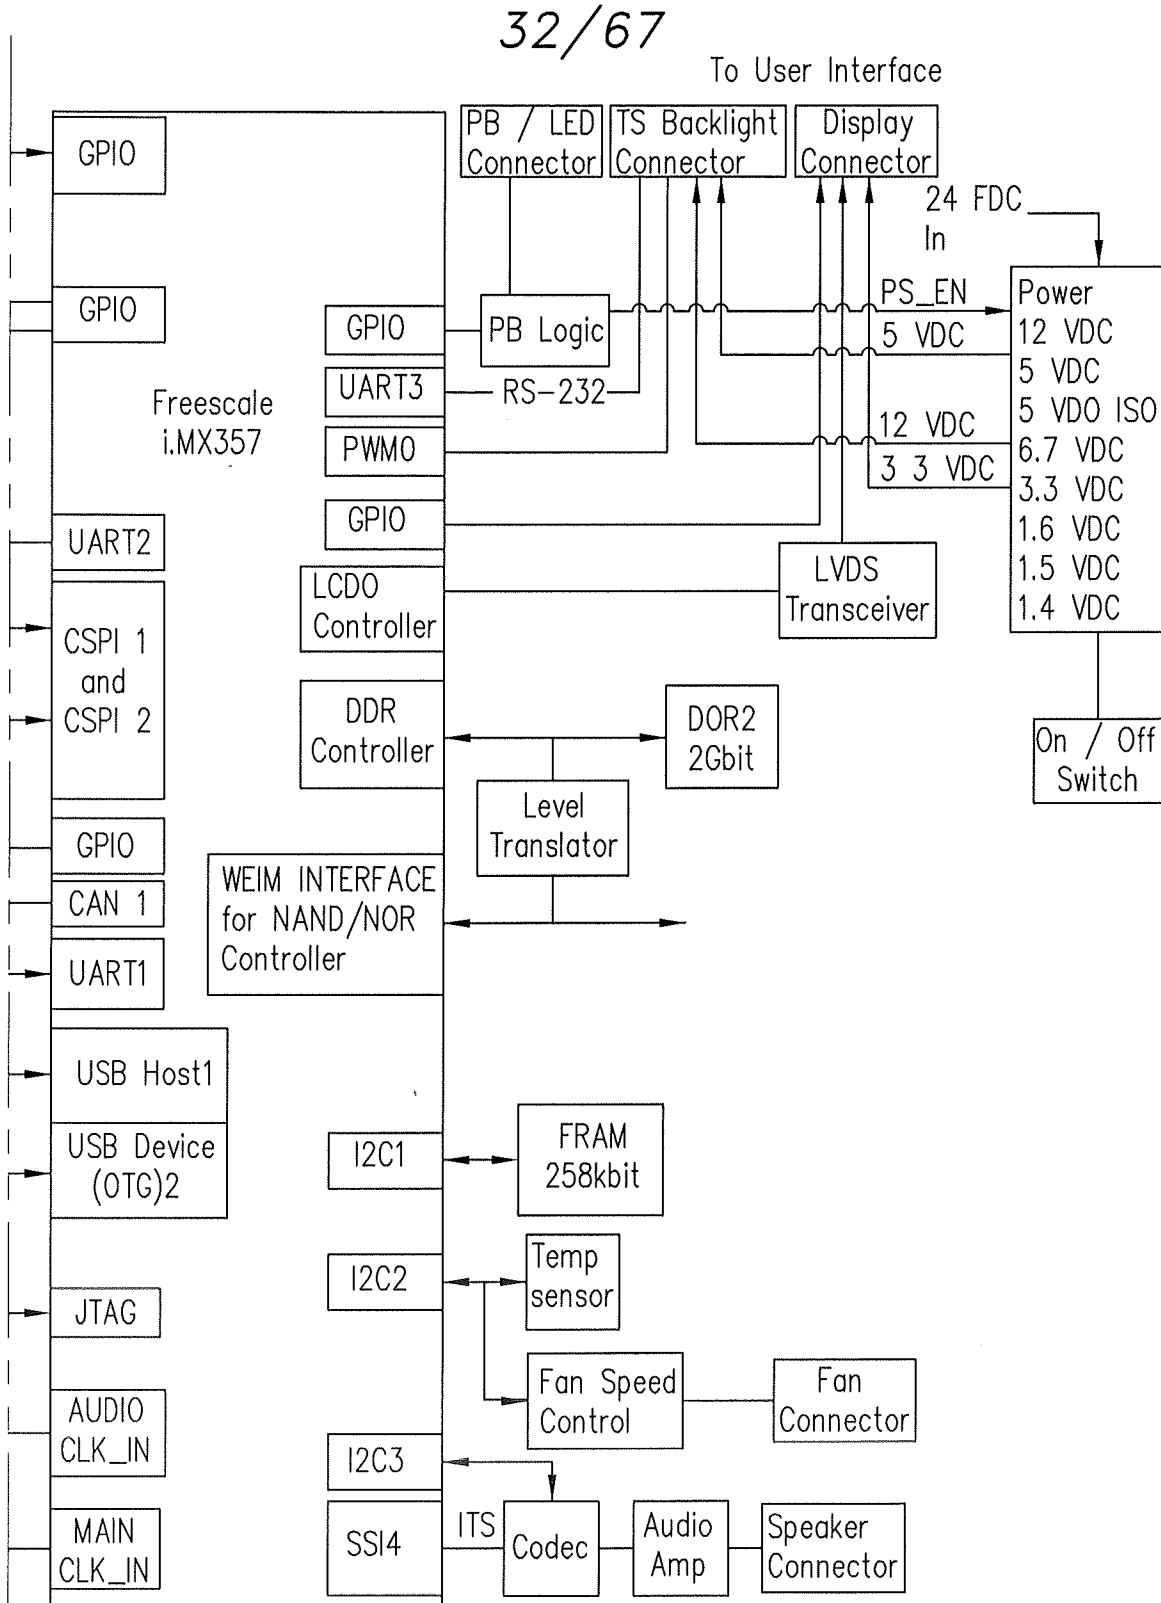 32/67
To User Interface
PB / LED
Connector
TS Backlight
Connector
Display
Connector
24 FDC
In
GPIO
GPIO
Freescale
i.MX357
GPIO
PB Logic
PS_EN
5 VDC
UART3
RS-232
PWM0
12 VDC
3 3 VDC
GPIO
Power
12 VDC
5 VDC
5 VDO ISO
6.7 VDC
3.3 VDC
1.6 VDC
1.5 VDC
1.4 VDC
UART2
LCDO
Controller
LVDS
Transceiver
CSPI 1
and
CSPI 2
DDR
Controller
DOR2
2Gbit
On / Off
Switch
Level
Translator
GPIO
CAN 1
WEIM INTERFACE
for NAND/NOR
Controller
UART1
USB Host1
USB Device
(OTG)2
I2C1
FRAM
258kbit
I2C2
Temp
sensor
JTAG
Fan Speed
Control
Fan
Connector
AUDIO
CLK_IN
I2C3
MAIN
CLK_IN
SSI4
ITS
Codec
Audio
Amp
Speaker
Connector